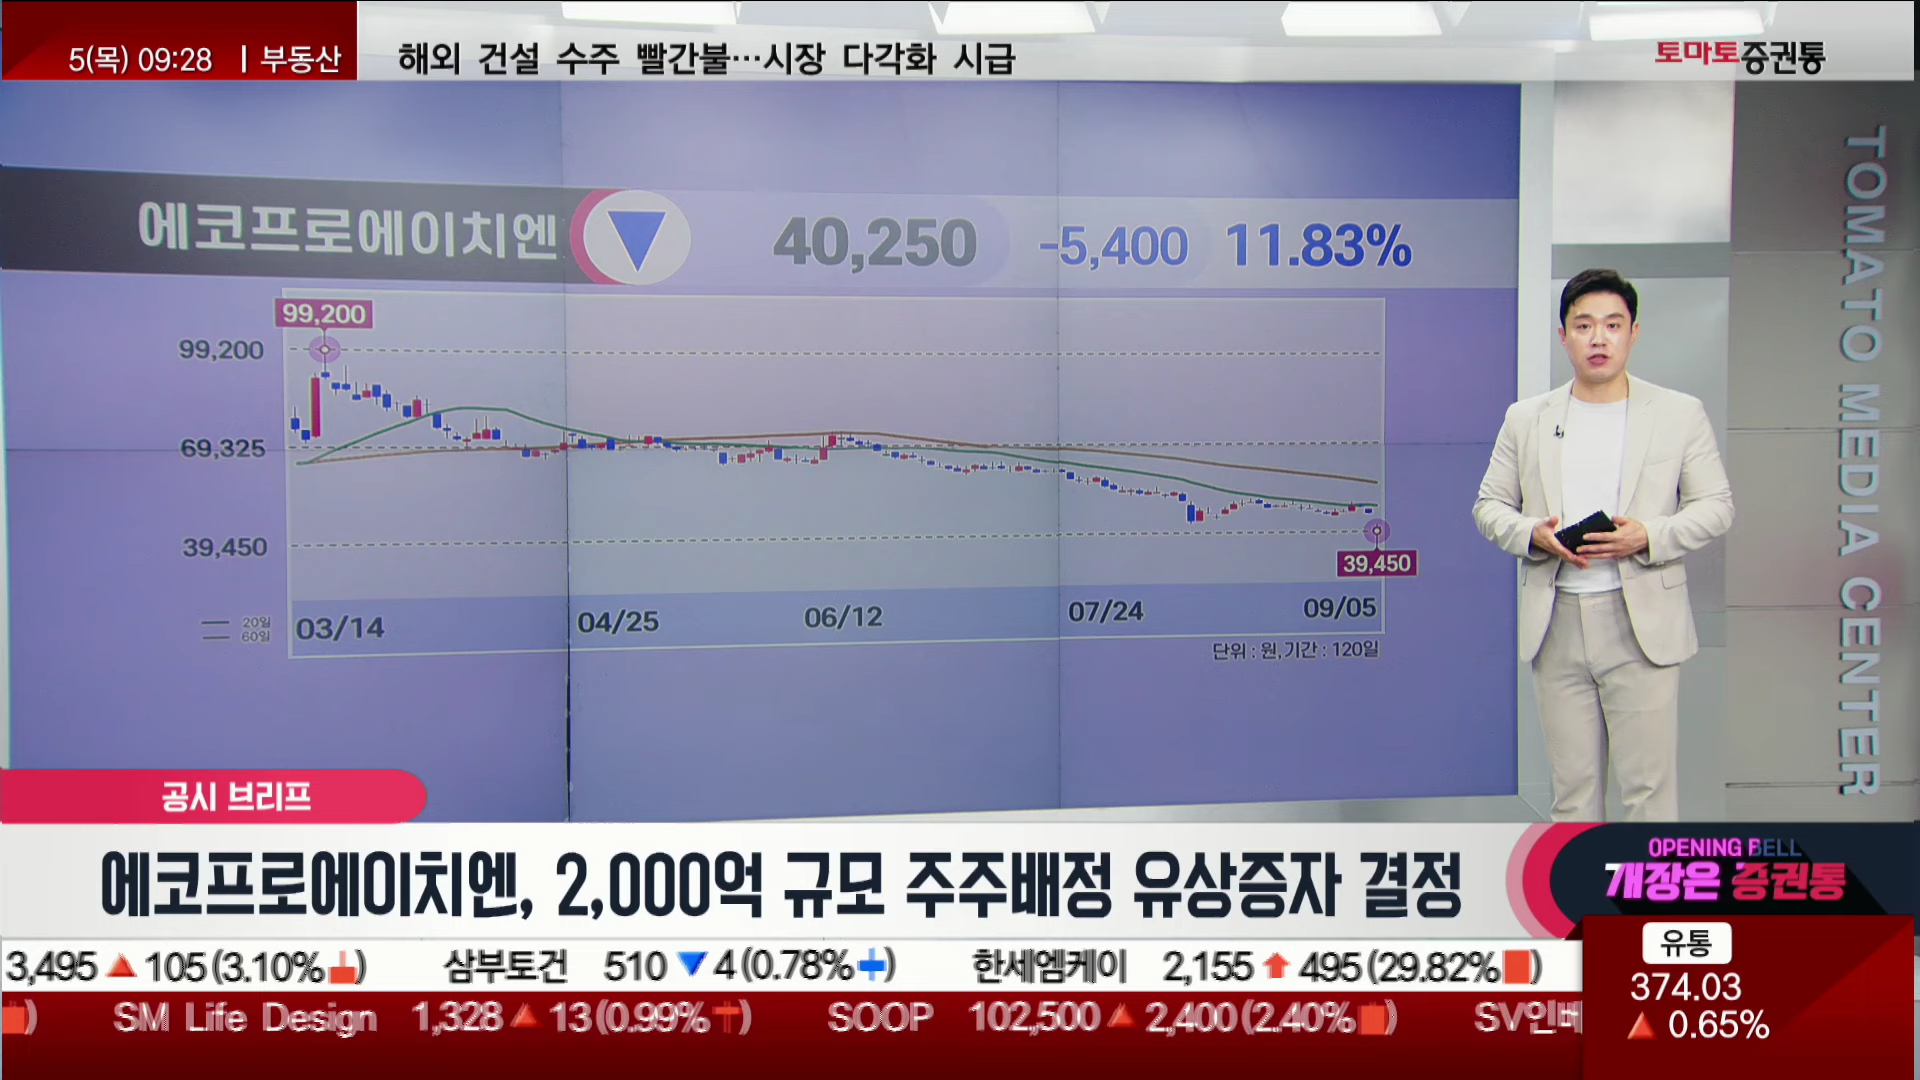 5(목) 09:28 | 부동산
해외 건설 수주 빨간불…시장 다각화 시급
토마토증권통
에코프로에이치엔 ▼ 40,250 -5,400 11.83%
99,200
99,200
69,325
39,450
39,450
20일
60일
03/14 04/25 06/12 07/24 09/05
단위 : 원,기간 : 120일
TOMATO MEDIA CENTER
공시 브리프
에코프로에이치엔, 2,000억 규모 주주배정 유상증자 결정
OPENING BELL
개장은 증권통
3,495 ▲ 105(3.10%) 삼부토건 510 ▼ 4(0.78%) 한세엠케이 2,155 ⬆ 495(29.82%)
) SM Life Design 1,328 ▲ 13(0.99%) SOOP 102,500 ▲ 2,400(2.40%) SV인베
유통
374.03
▲ 0.65%